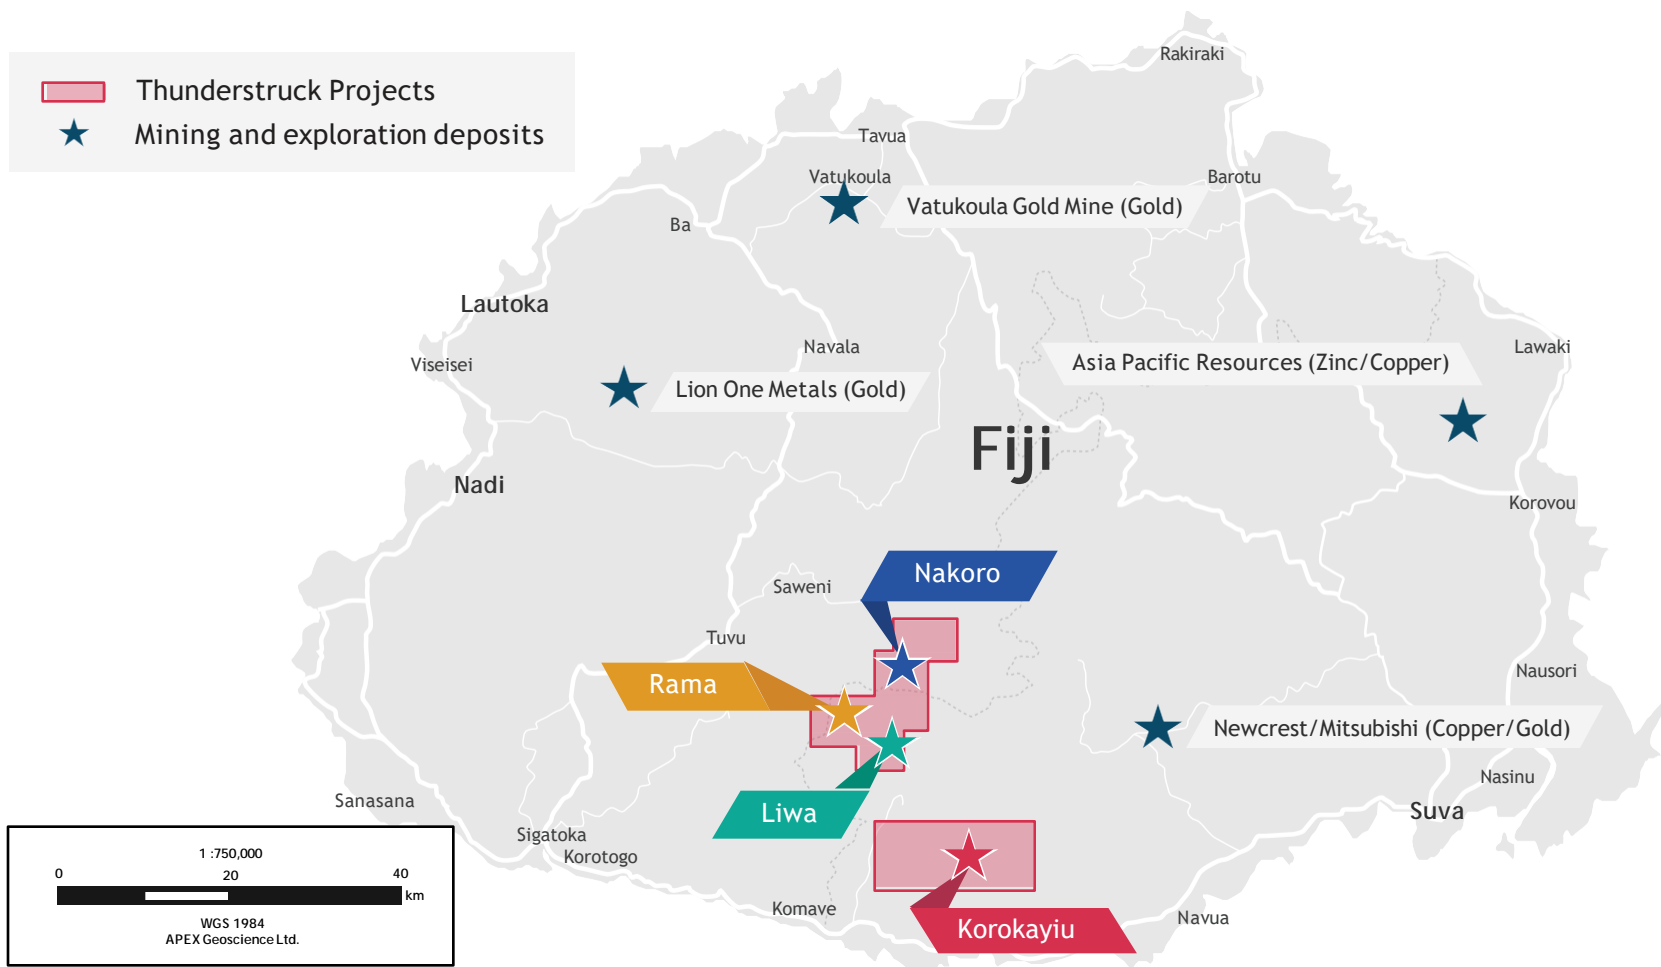 Thunderstruck Projects
Mining and exploration deposits
Rakiraki
Tavua
Vatukoula
Barotu
Vatukoula Gold Mine (Gold)
Ba
Lautoka
Navala
Lawaki
Viseisei
Asia Pacific Resources (Zinc/Copper)
Lion One Metals (Gold)
Fiji
Nadi
Korovou
Nakoro
Saweni
Tuvu
Nausori
Rama
Newcrest/Mitsubishi (Copper/Gold)
Nasinu
Sanasana
Suva
Liwa
Sigatoka
Korotogo
Komave
Navua
Korokayiu
1 :750,000
0 20 40
km
WGS 1984
APEX Geoscience Ltd.